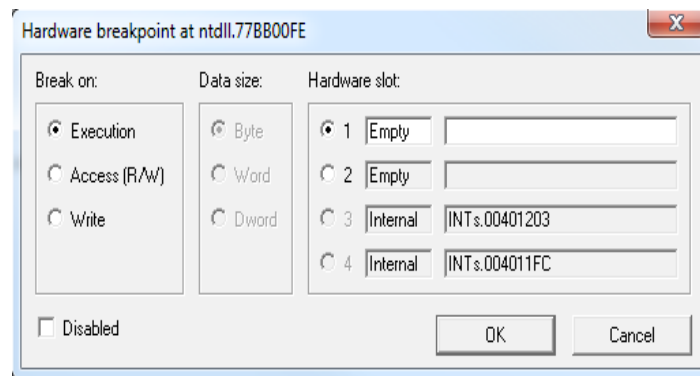 Hardware breakpoint at ntdll.77BB00FE
Break on: Data size: Hardware slot:
Execution Byte 1 Empty
Access (R/W) Word 2 Empty
Write Dword 3 Internal INTs.00401203
4 Internal INTs.004011FC
Disabled OK Cancel